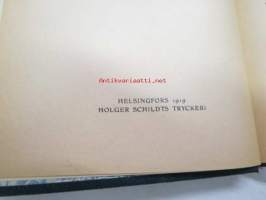 Antikvariaatti.net
HELSINGFORS 1919
HOLGER SCHILDTS TRYCKERI